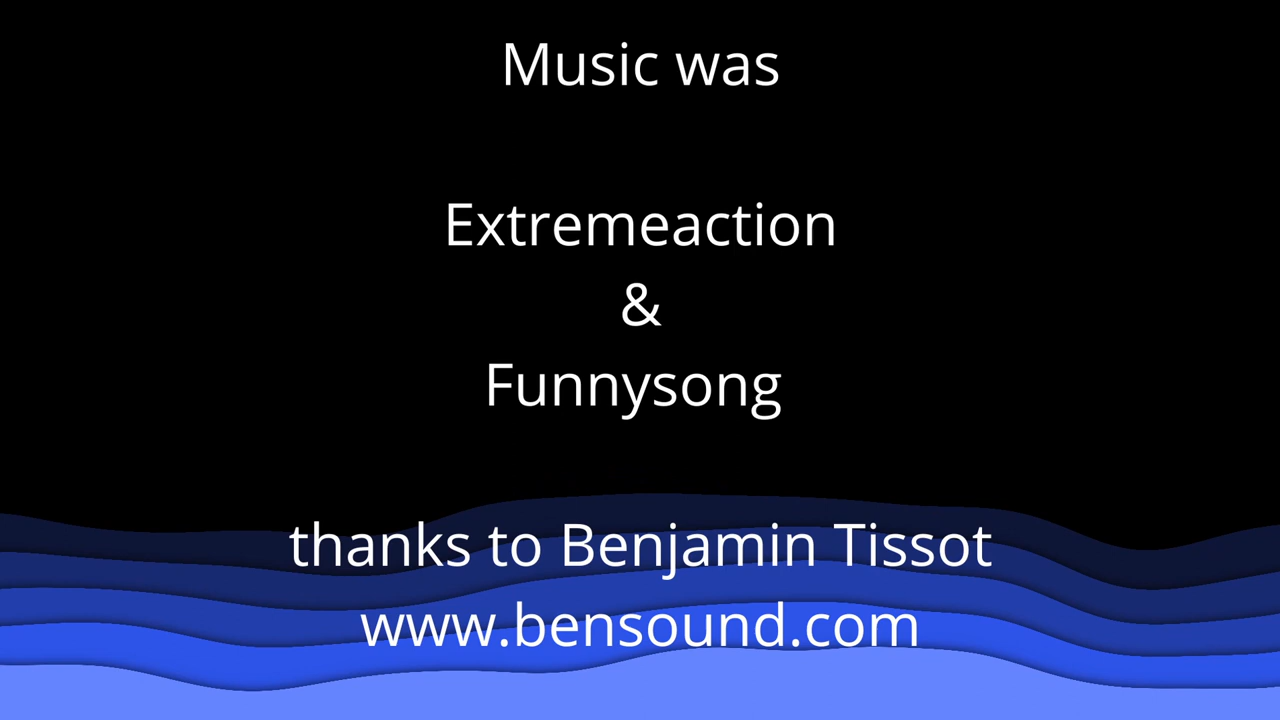 Music was
Extremeaction
&
Funnysong
thanks to Benjamin Tissot
www.bensound.com